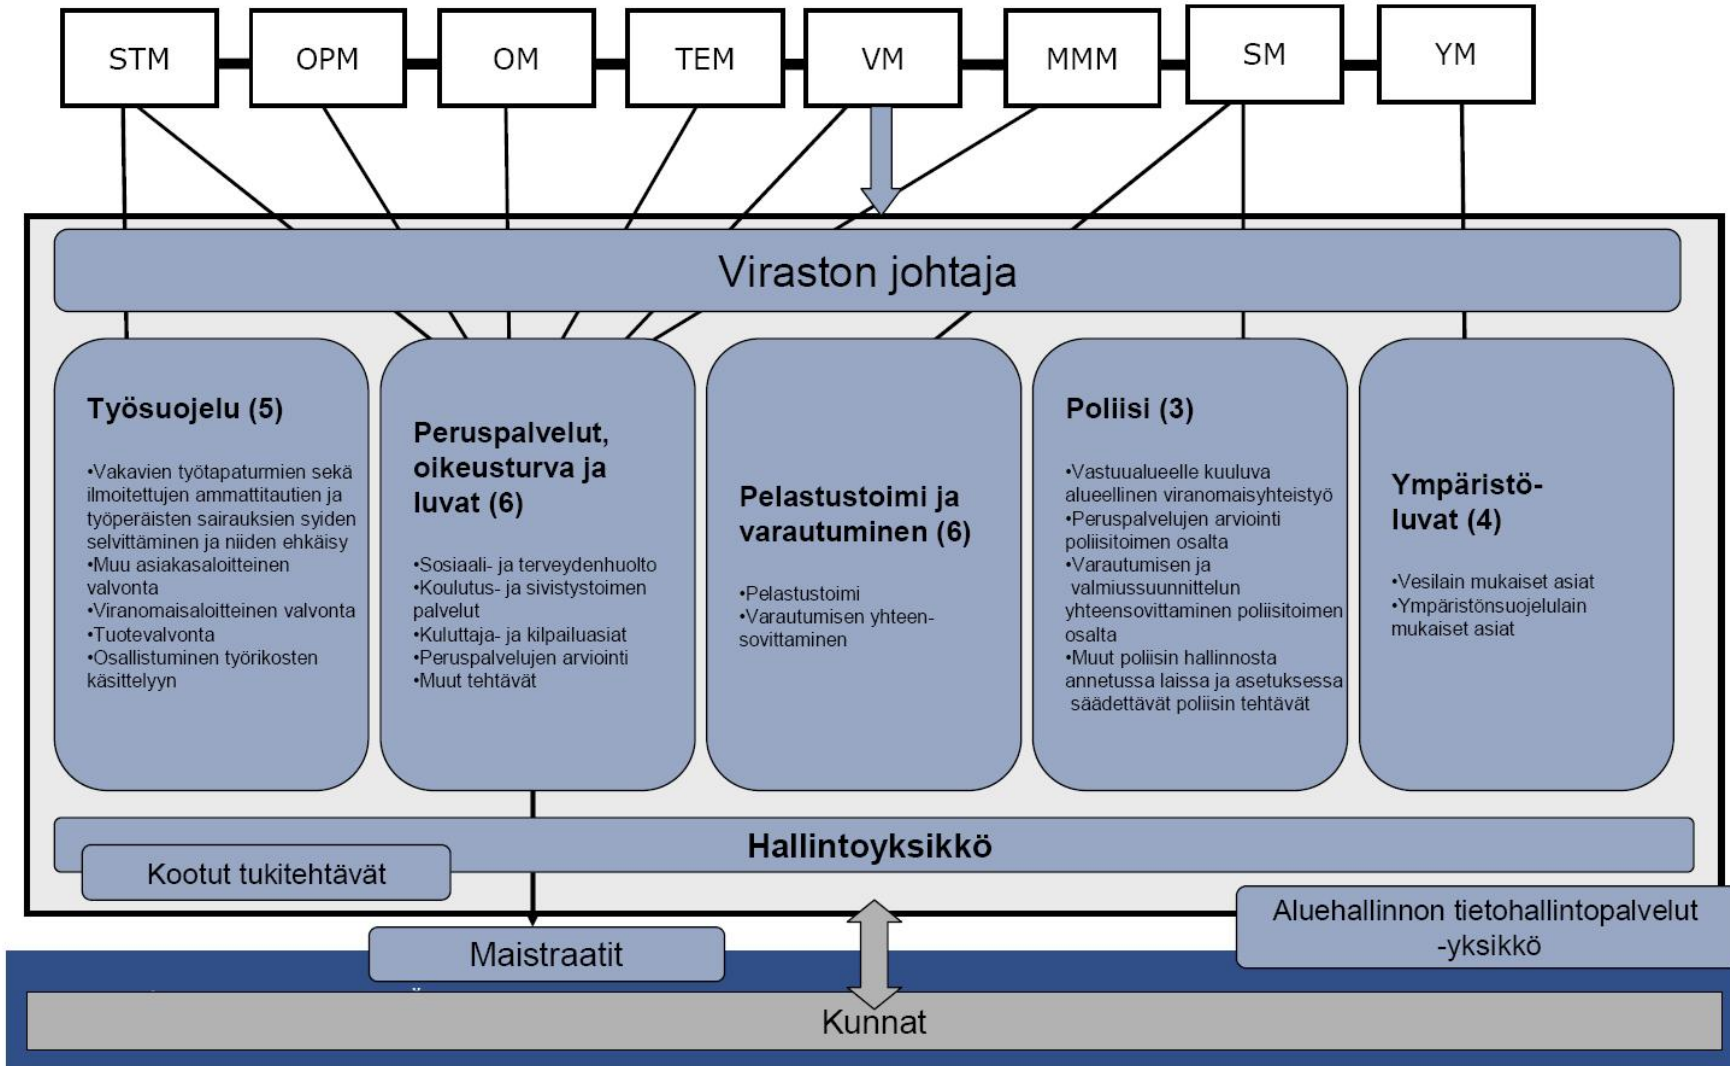 STM
OPM
OM
TEM
VM
MMM
SM
YM
Viraston johtaja
Työsuojelu (5)
•Vakavien työtapaturmien sekä
ilmoitettujen ammattitautien ja
työperäisten sairauksien syiden
selvittäminen ja niiden ehkäisy
•Muu asiakasaloitteinen
valvonta
•Viranomaisaloitteinen valvonta
•Tuotevalvonta
•Osallistuminen työrikosten
käsittelyyn
Peruspalvelut,
oikeusturva ja
luvat (6)
•Sosiaali- ja terveydenhuolto
•Koulutus- ja sivistystoimen
palvelut
•Kuluttaja- ja kilpailuasiat
•Peruspalvelujen arviointi
•Muut tehtävät
Pelastustoimi ja
varautuminen (6)
•Pelastustoimi
•Varautumisen yhteen-
sovittaminen
Poliisi (3)
•Vastuualueelle kuuluva
alueellinen viranomaisyhteistyö
•Peruspalvelujen arviointi
poliisitoimen osalta
•Varautumisen ja
valmiussuunnittelun
yhteensovittaminen poliisitoimen
osalta
•Muut poliisin hallinnosta
annetussa laissa ja asetuksessa
säädettävät poliisin tehtävät
Ympäristö-
luvat (4)
•Vesilain mukaiset asiat
•Ympäristönsuojelulain
mukaiset asiat
Hallintoyksikkö
Kootut tukitehtävät
Aluehallinnon tietohallintopalvelut
-yksikkö
Maistraatit
Kunnat